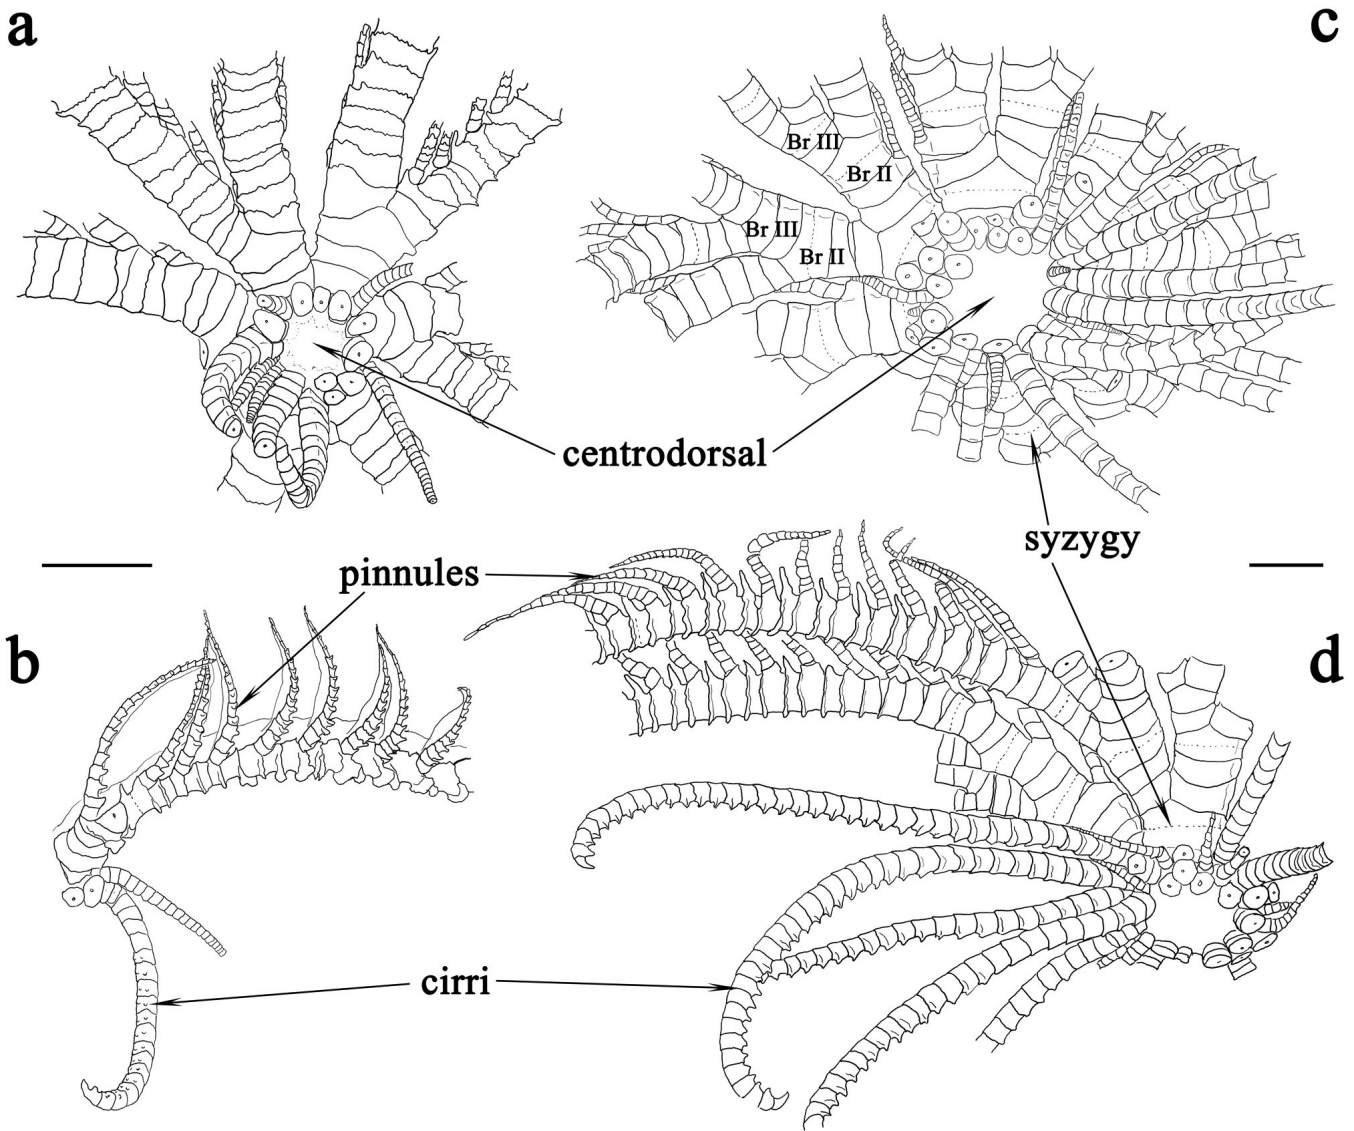 a
c
Br III
Br II
Br III
Br II
centrodorsal
syzygy
pinnules
b
d
cirri